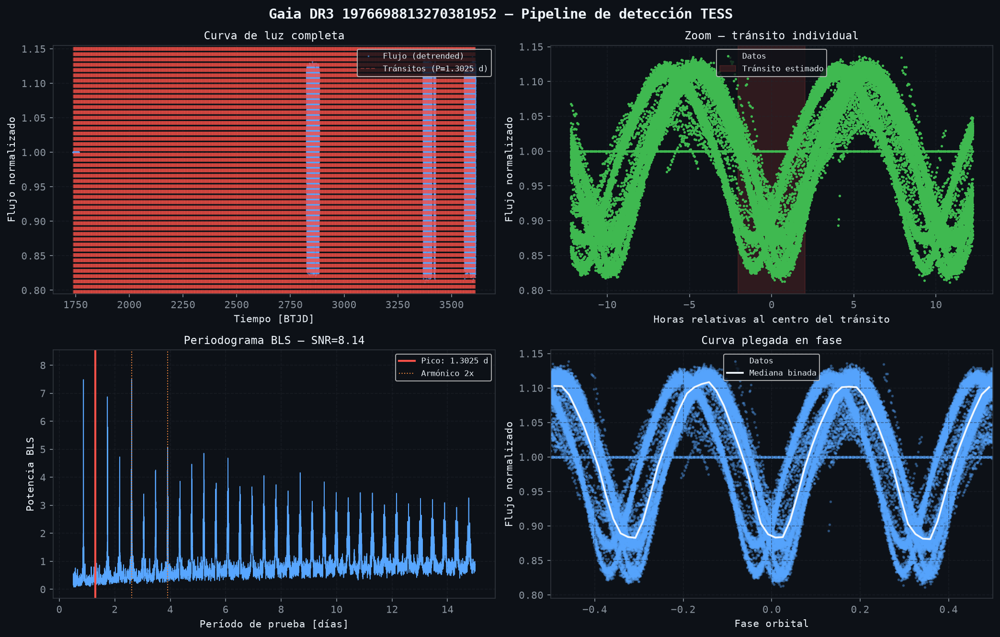 Gaia DR3 1976698813270381952 — Pipeline de detección TESS
Curva de luz completa
Flujo (detrended)
Tránsitos (P=1.3025 d)
1.15
1.10
1.05
1.00
0.95
0.90
0.85
0.80
Flujo normalizado
1750 2000 2250 2500 2750 3000 3250 3500
Tiempo [BTJD]
Zoom — tránsito individual
Datos
Tránsito estimado
1.15
1.10
1.05
1.00
0.95
0.90
0.85
0.80
Flujo normalizado
−10 −5 0 5 10
Horas relativas al centro del tránsito
Periodograma BLS — SNR=8.14
Pico: 1.3025 d
Armónico 2x
8
7
6
5
4
3
2
1
0
Potencia BLS
0 2 4 6 8 10 12 14
Período de prueba [días]
Curva plegada en fase
Datos
Mediana binada
1.15
1.10
1.05
1.00
0.95
0.90
0.85
0.80
Flujo normalizado
−0.4 −0.2 0.0 0.2 0.4
Fase orbital